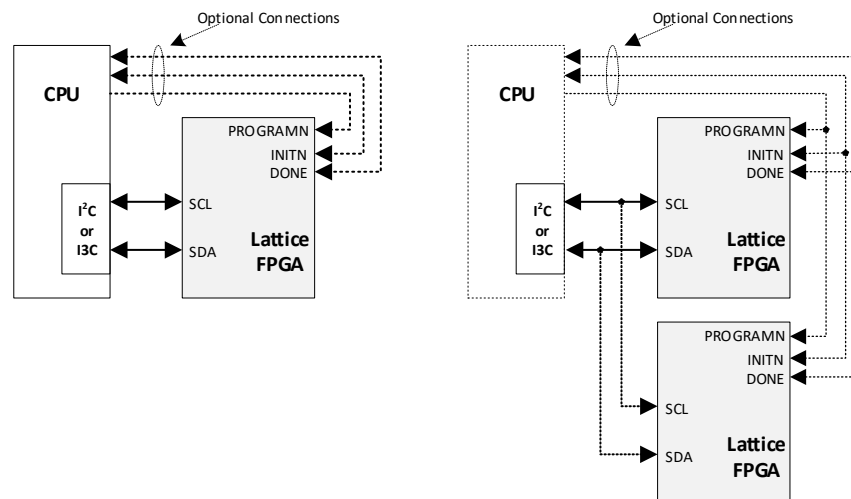 Optional Connections
CPU
PROGRAMN
INITN
DONE
I²C
or
I3C
SCL
SDA
Lattice
FPGA
Optional Connections
CPU
PROGRAMN
INITN
DONE
I²C
or
I3C
SCL
SDA
Lattice
FPGA
PROGRAMN
INITN
DONE
SCL
SDA
Lattice
FPGA